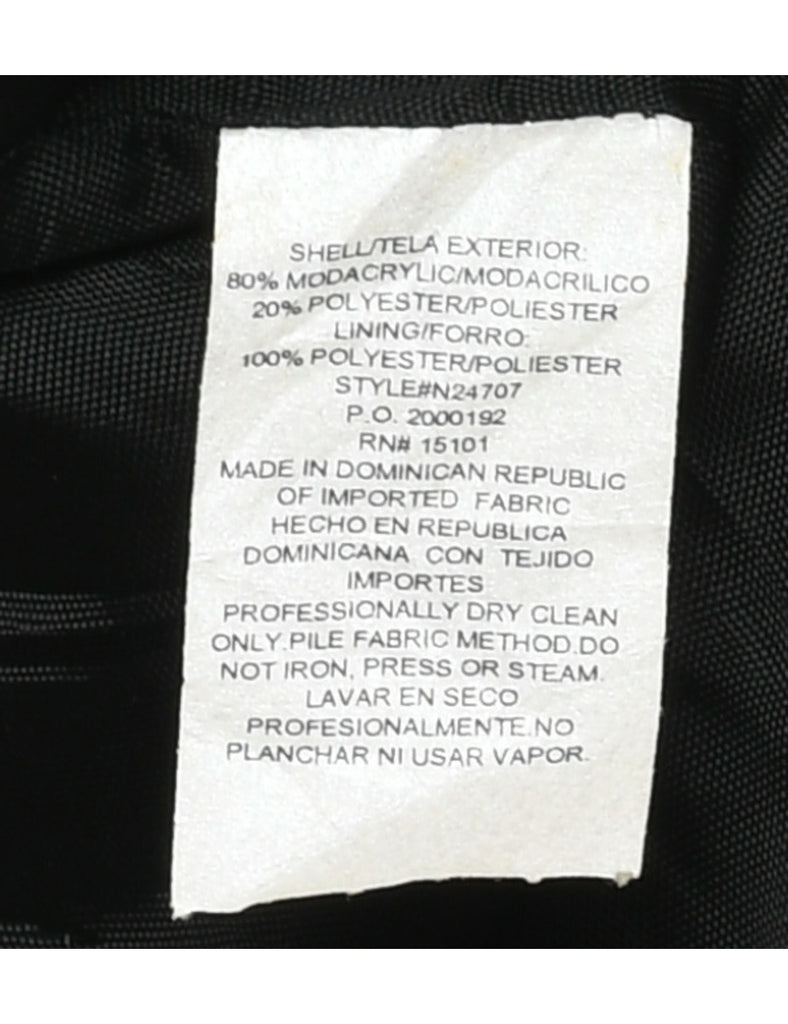 SHELL/TELA EXTERIOR:
80% MODACRYLIC/MODACRILICO
20% POLYESTER/POLIESTER
LINING/FORRO:
100% POLYESTER/POLIESTER
STYLE#N24707
P.O. 2000192
RN# 15101
MADE IN DOMINICAN REPUBLIC
OF IMPORTED FABRIC
HECHO EN REPUBLICA
DOMINICANA CON TEJIDO
IMPORTES
PROFESSIONALLY DRY CLEAN
ONLY.PILE FABRIC METHOD.DO
NOT IRON, PRESS OR STEAM.
LAVAR EN SECO
PROFESIONALMENTE.NO
PLANCHAR NI USAR VAPOR.